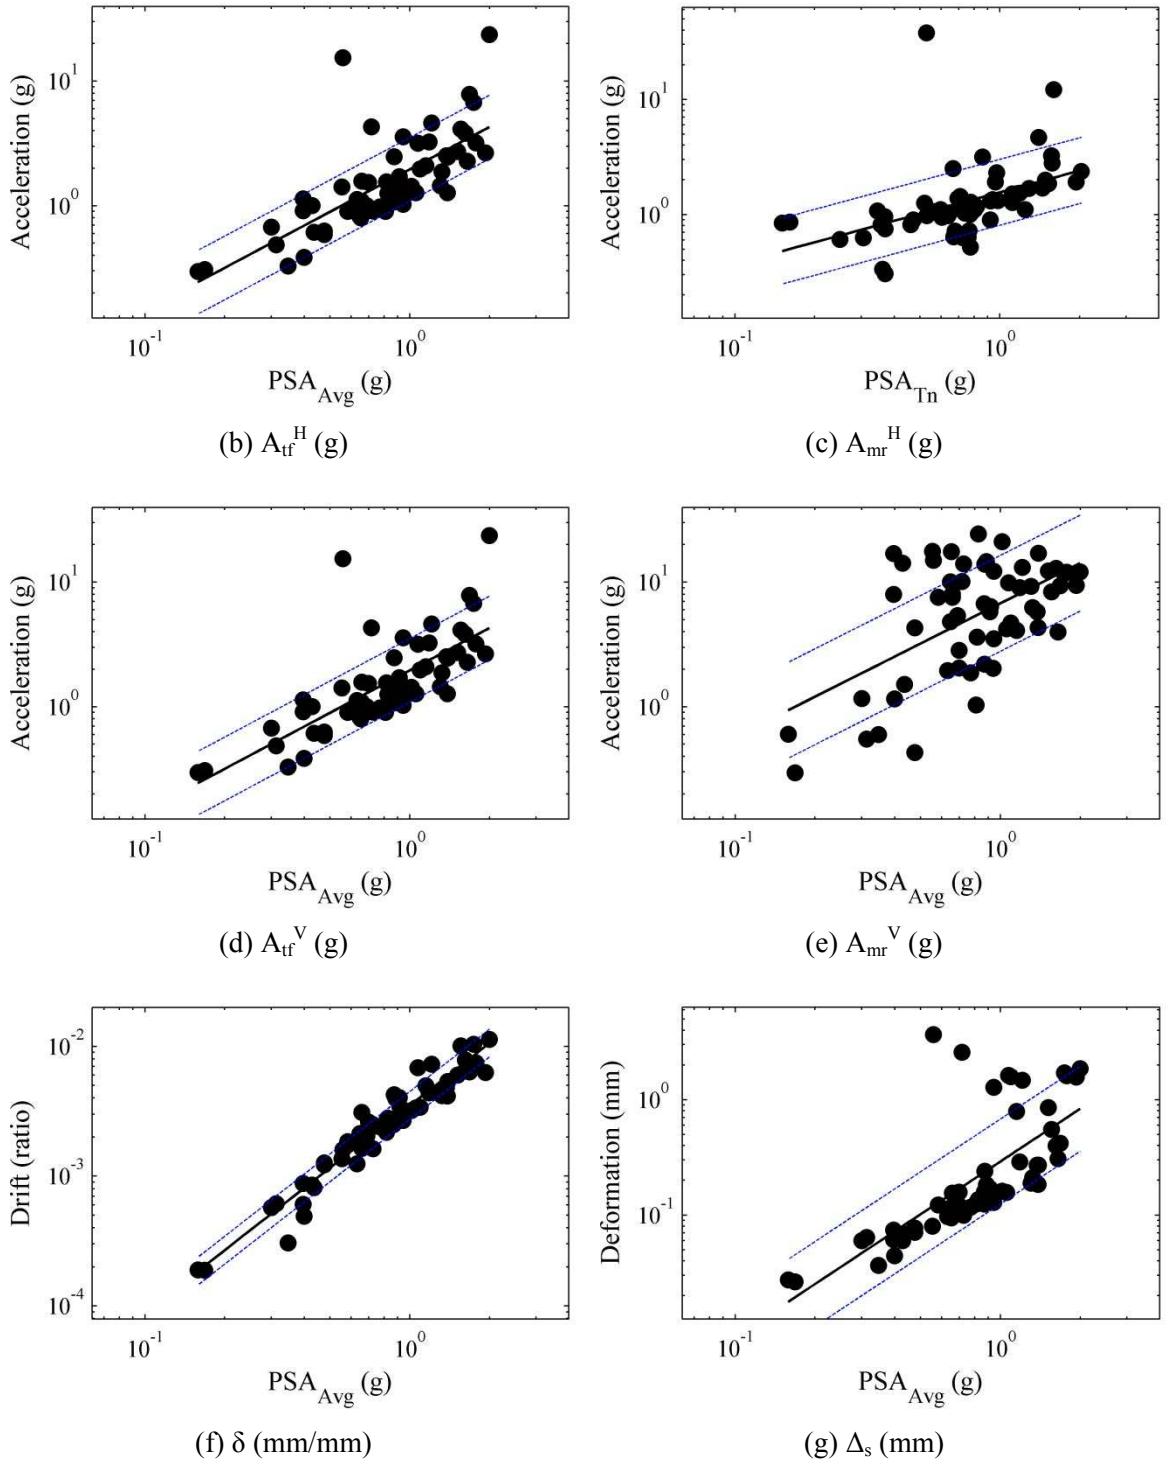 Acceleration (g)
10^1
10^0
10^-1
10^0
PSA_Avg (g)
(b) A_tf^H (g)
Acceleration (g)
10^1
10^0
10^-1
10^0
PSA_Tn (g)
(c) A_mr^H (g)
Acceleration (g)
10^1
10^0
10^-1
10^0
PSA_Avg (g)
(d) A_tf^V (g)
Acceleration (g)
10^1
10^0
10^-1
10^0
PSA_Avg (g)
(e) A_mr^V (g)
Drift (ratio)
10^-2
10^-3
10^-4
10^-1
10^0
PSA_Avg (g)
(f) δ (mm/mm)
Deformation (mm)
10^0
10^-1
10^-1
10^0
PSA_Avg (g)
(g) Δ_s (mm)